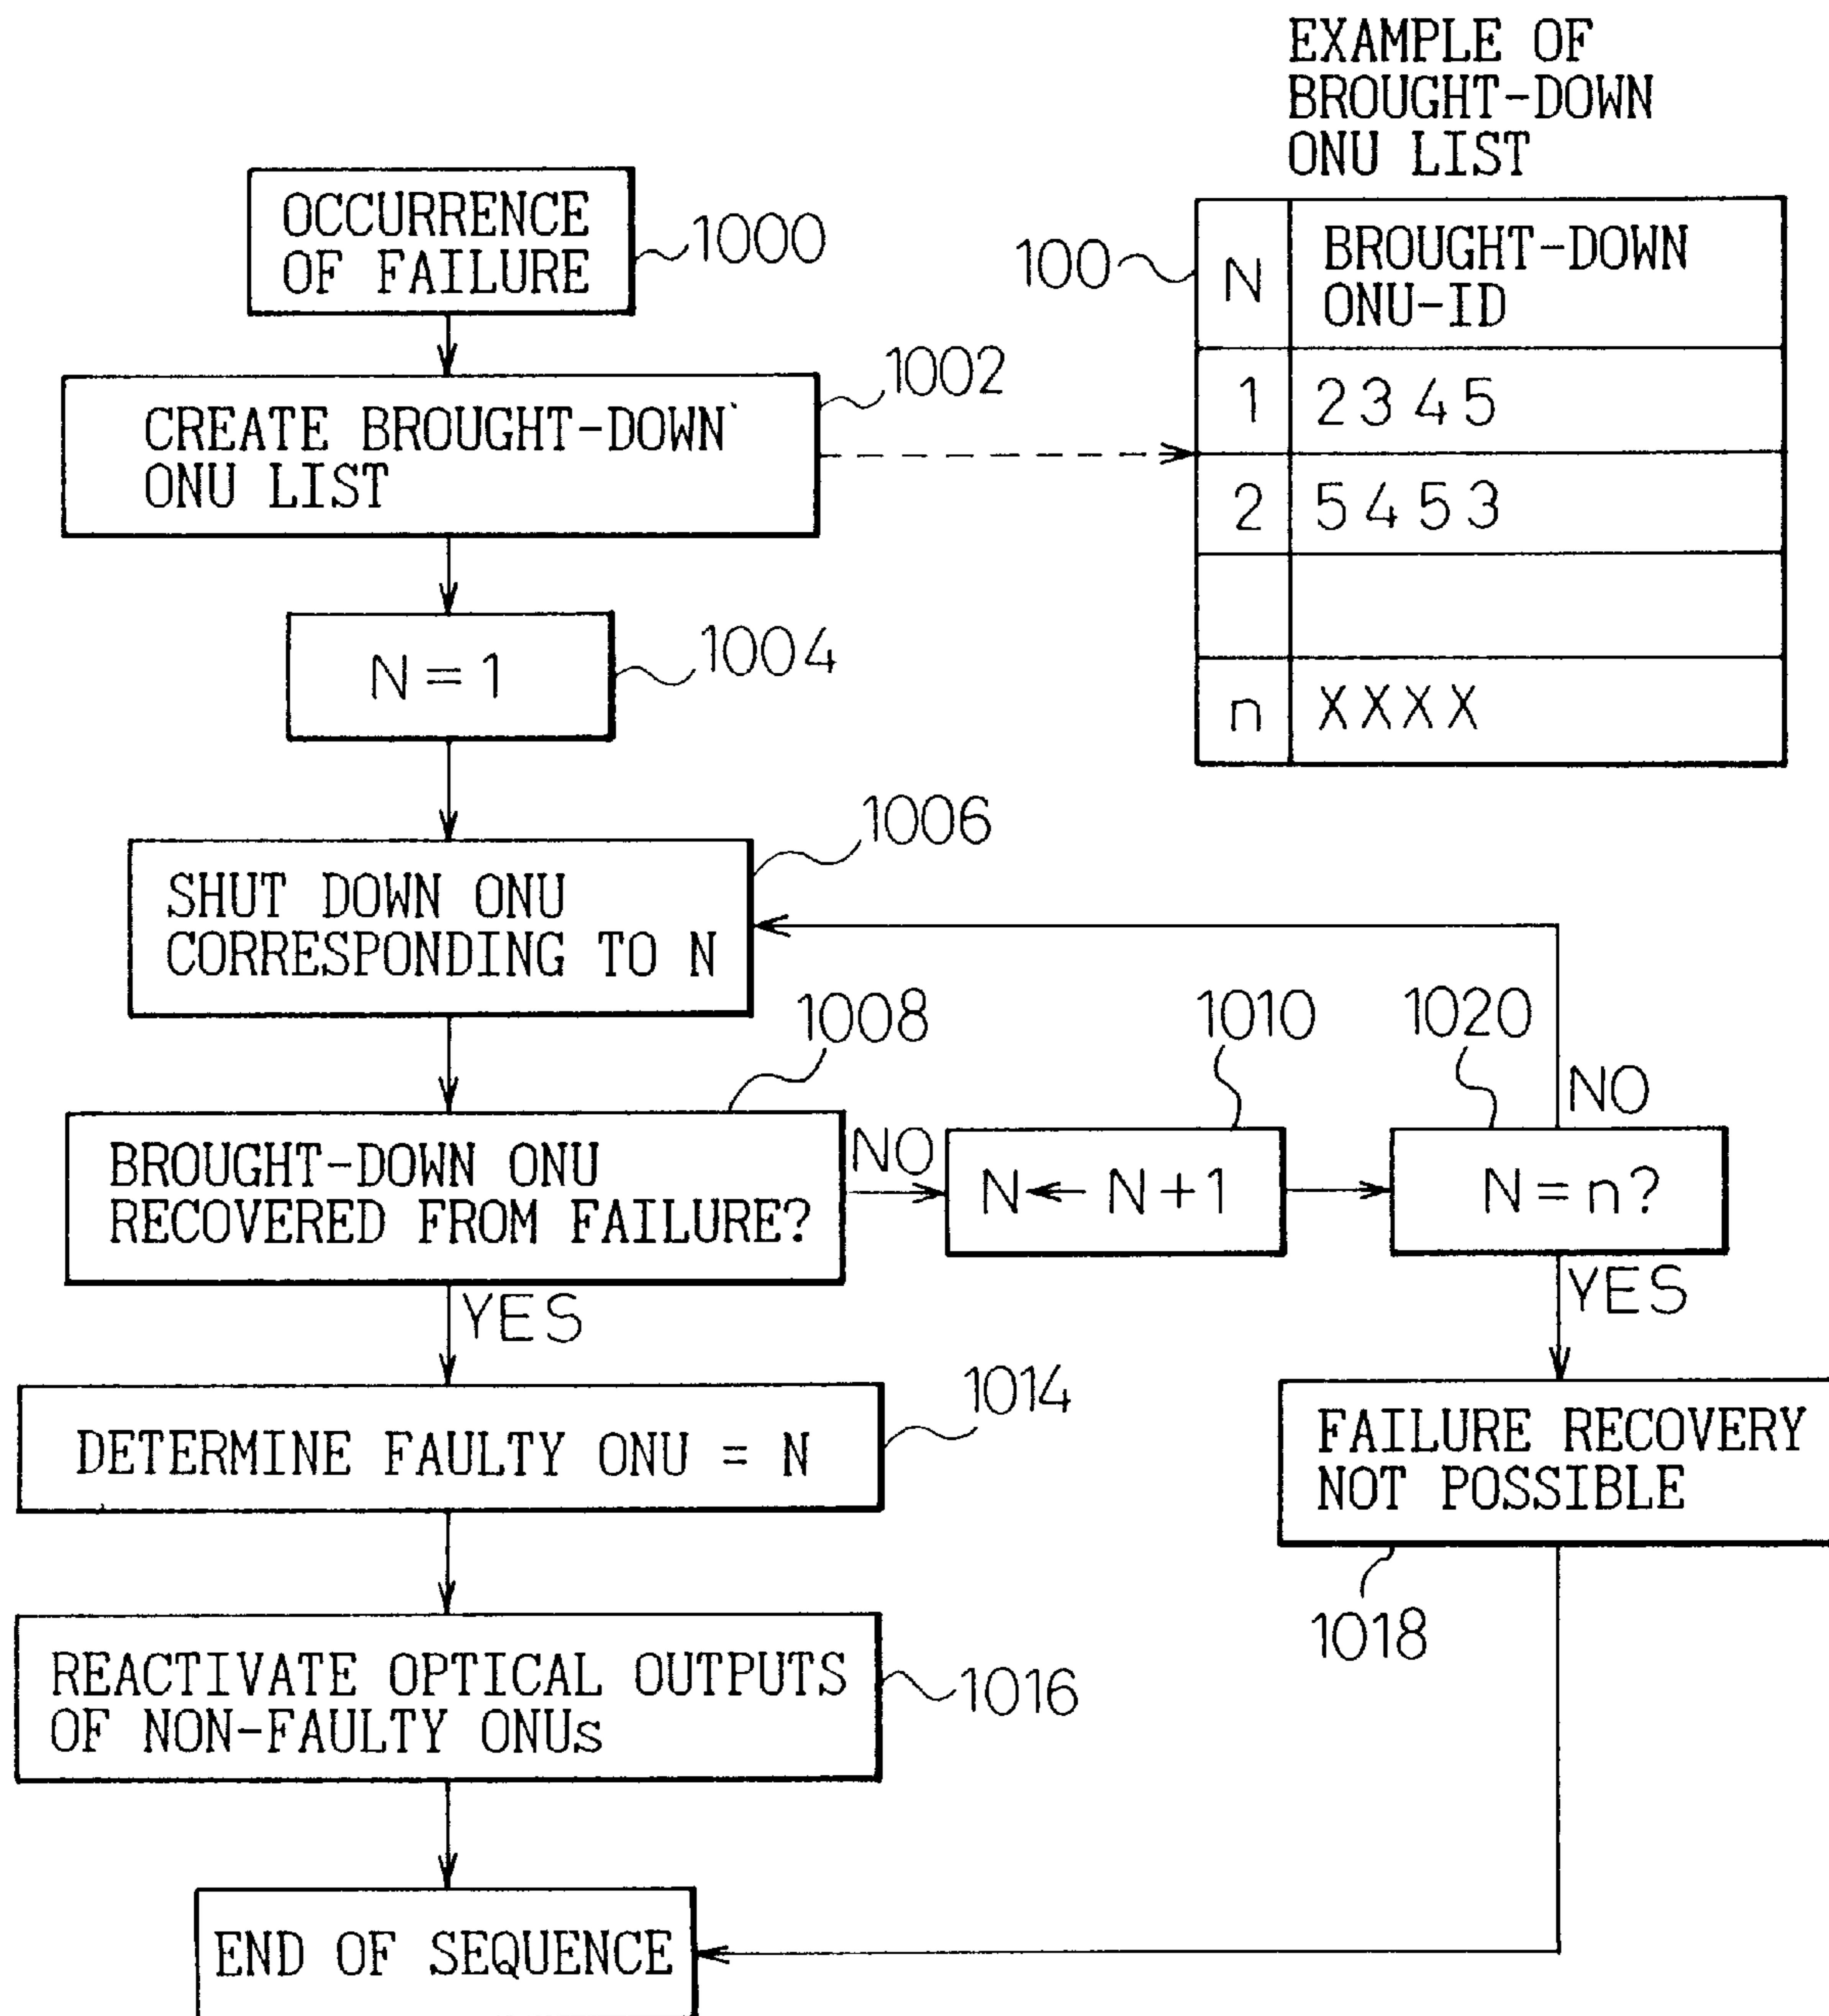 EXAMPLE OF
BROUGHT-DOWN
ONU LIST
N
BROUGHT-DOWN
ONU-ID
1 2345
2 5453
n XXXX
100
OCCURRENCE
OF FAILURE
1000
CREATE BROUGHT-DOWN
ONU LIST
1002
N = 1
1004
SHUT DOWN ONU
CORRESPONDING TO N
1006
BROUGHT-DOWN ONU
RECOVERED FROM FAILURE?
1008
NO
N ← N + 1
1010
N = n?
1020
NO
YES
FAILURE RECOVERY
NOT POSSIBLE
1018
YES
DETERMINE FAULTY ONU = N
1014
REACTIVATE OPTICAL OUTPUTS
OF NON-FAULTY ONUs
1016
END OF SEQUENCE